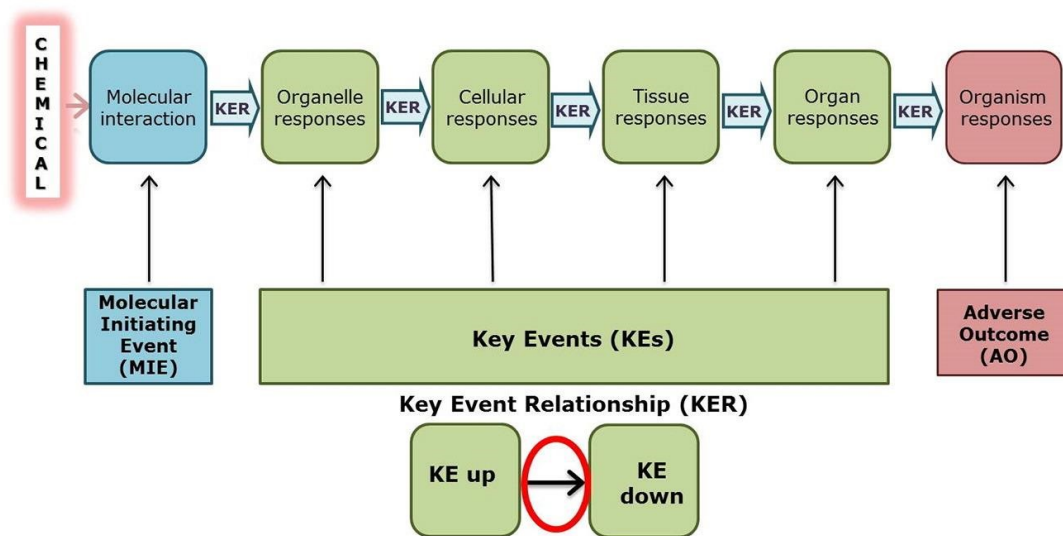 CHEMICAL
Molecular
interaction
KER
Organelle
responses
KER
Cellular
responses
KER
Tissue
responses
KER
Organ
responses
KER
Organism
responses
Molecular
Initiating
Event
(MIE)
Key Events (KEs)
Adverse
Outcome
(AO)
Key Event Relationship (KER)
KE up
KE
down